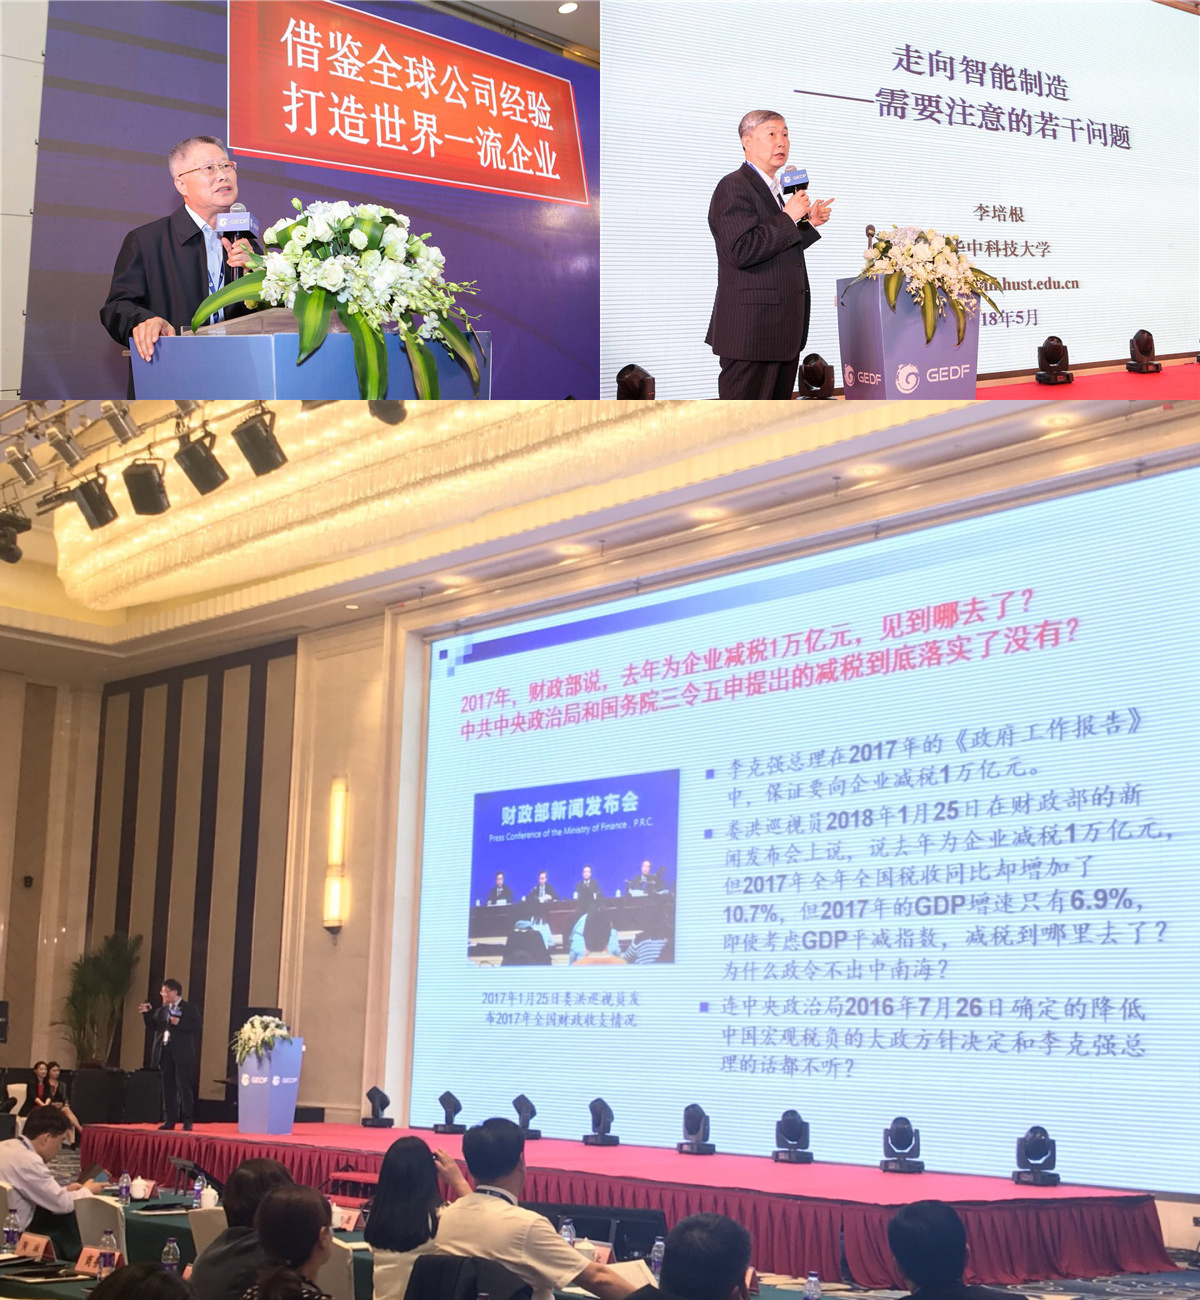 借鉴全球公司经验
打造世界一流企业
GEDF
走向智能制造
——需要注意的若干问题
李培根
华中科技大学
hust.edu.cn
18年5月
GEDF
GEDF
GEDF
2017年，财政部说，去年为企业减税1万亿元，见到哪去了？
中共中央政治局和国务院三令五申提出的减税到底落实了没有？
财政部新闻发布会
Press Conference of the Ministry of Finance , P.R.C.
2017年1月25日娄洪巡视员发
布2017年全国财政收支情况
■ 李克强总理在2017年的《政府工作报告》
中，保证要向企业减税1万亿元。
■ 娄洪巡视员2018年1月25日在财政部的新
闻发布会上说，说去年为企业减税1万亿元，
但2017年全年全国税收同比却增加了
10.7%，但2017年的GDP增速只有6.9%，
即使考虑GDP平减指数，减税到哪里去了？
为什么政令不出中南海？
■ 连中央政治局2016年7月26日确定的降低
中国宏观税负的大政方针决定和李克强总
理的话都不听？
GEDF
GEDF